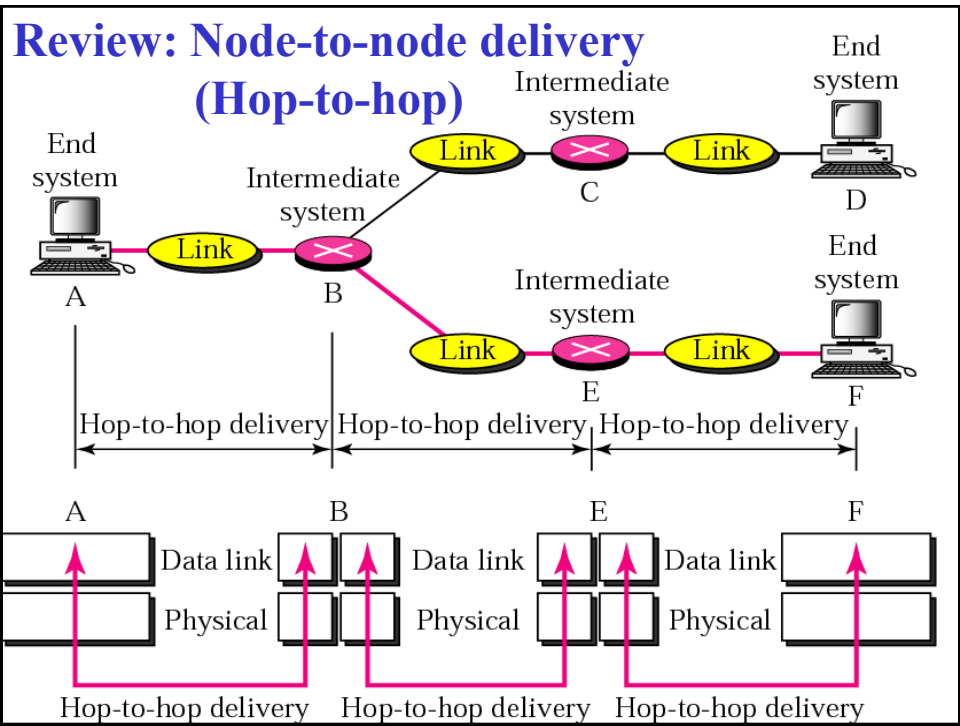 Review: Node-to-node delivery
(Hop-to-hop)
End
system
Intermediate
system
Link
Link
C
D
End
system
Intermediate
system
Link
A
B
End
system
Intermediate
system
Link
Link
E
F
Hop-to-hop delivery
Hop-to-hop delivery
Hop-to-hop delivery
A
B
E
F
Data link
Data link
Data link
Physical
Physical
Physical
Hop-to-hop delivery
Hop-to-hop delivery
Hop-to-hop delivery